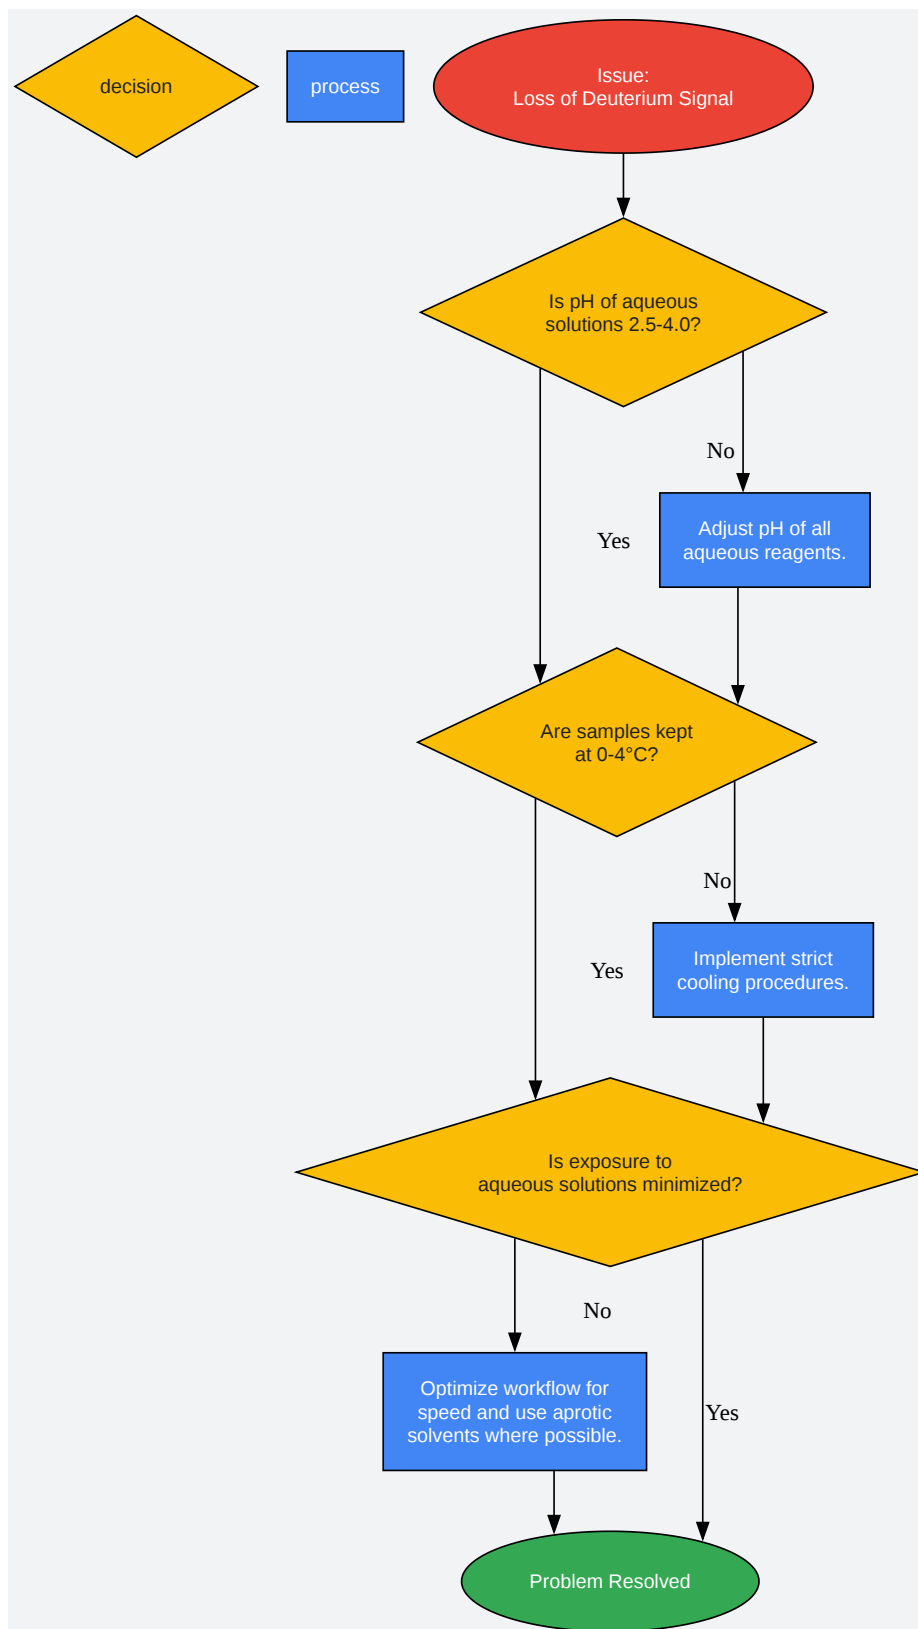 decision
process
Issue:
Loss of Deuterium Signal
Is pH of aqueous
solutions 2.5-4.0?
No
Adjust pH of all
aqueous reagents.
Yes
Are samples kept
at 0-4°C?
No
Implement strict
cooling procedures.
Yes
Is exposure to
aqueous solutions minimized?
No
Optimize workflow for
speed and use aprotic
solvents where possible.
Yes
Problem Resolved